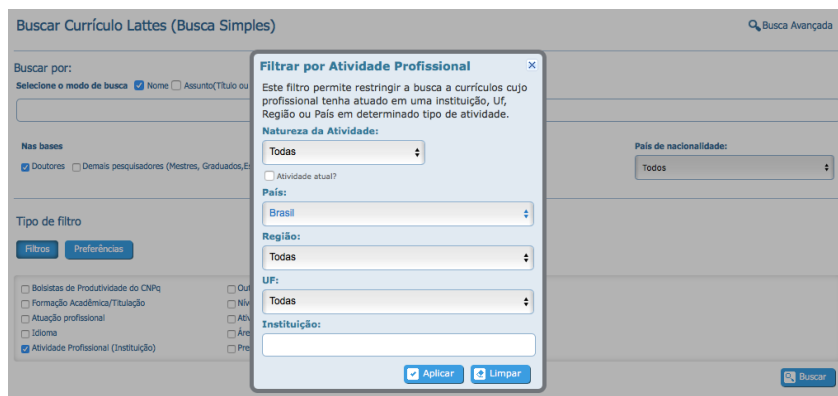 Buscar Currículo Lattes (Busca Simples)
Busca Avançada
Buscar por:
Selecione o modo de busca Nome Assunto(Título ou
Nas bases
Doutores Demais pesquisadores (Mestres, Graduados,Es
País de nacionalidade:
Todos
Tipo de filtro
Filtros Preferências
Bolsistas de Produtividade do CNPq
Formação Acadêmica/Titulação
Atuação profissional
Idioma
Atividade Profissional (Instituição)
Out
Nív
Ativ
Áre
Pre
Filtrar por Atividade Profissional
Este filtro permite restringir a busca a currículos cujo
profissional tenha atuado em uma instituição, Uf,
Região ou País em determinado tipo de atividade.
Natureza da Atividade:
Todas
Atividade atual?
País:
Brasil
Região:
Todas
UF:
Todas
Instituição:
Aplicar Limpar
Buscar